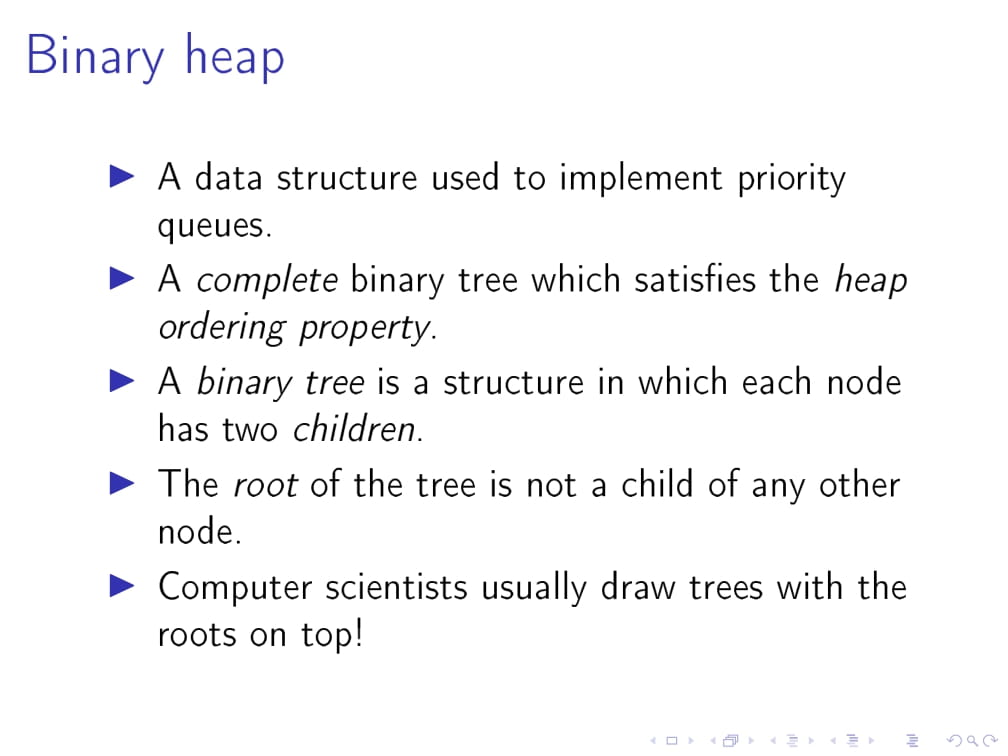 Binary heap
A data structure used to implement priority
queues.
A complete binary tree which satisfies the heap
ordering property.
A binary tree is a structure in which each node
has two children.
The root of the tree is not a child of any other
node.
Computer scientists usually draw trees with the
roots on top!